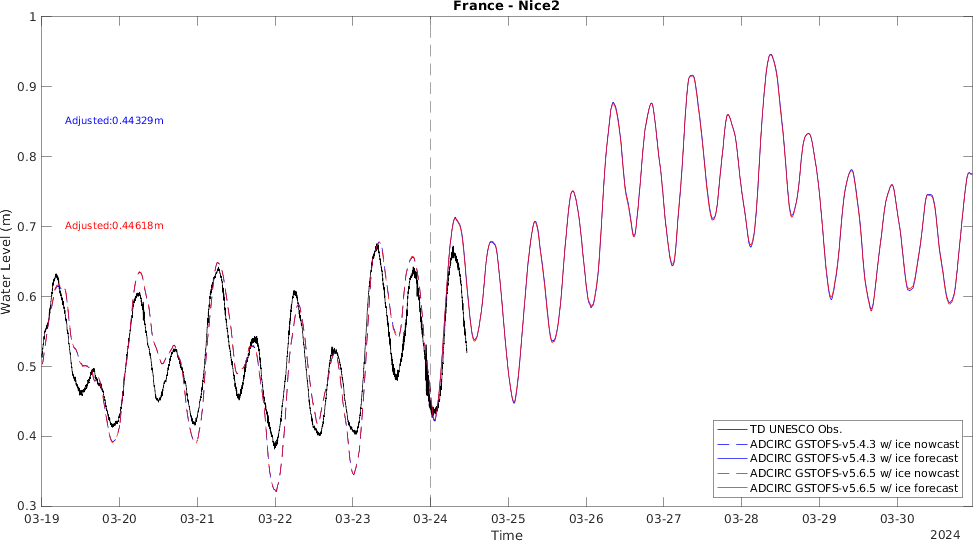 France - Nice2
1
0.9
0.8
0.7
0.6
0.5
0.4
0.3
Water Level (m)
Adjusted:0.44329m
Adjusted:0.44618m
TD UNESCO Obs.
ADCIRC GSTOFS-v5.4.3 w/ ice nowcast
ADCIRC GSTOFS-v5.4.3 w/ ice forecast
ADCIRC GSTOFS-v5.6.5 w/ ice nowcast
ADCIRC GSTOFS-v5.6.5 w/ ice forecast
03-19 03-20 03-21 03-22 03-23 03-24 03-25 03-26 03-27 03-28 03-29 03-30
Time
2024